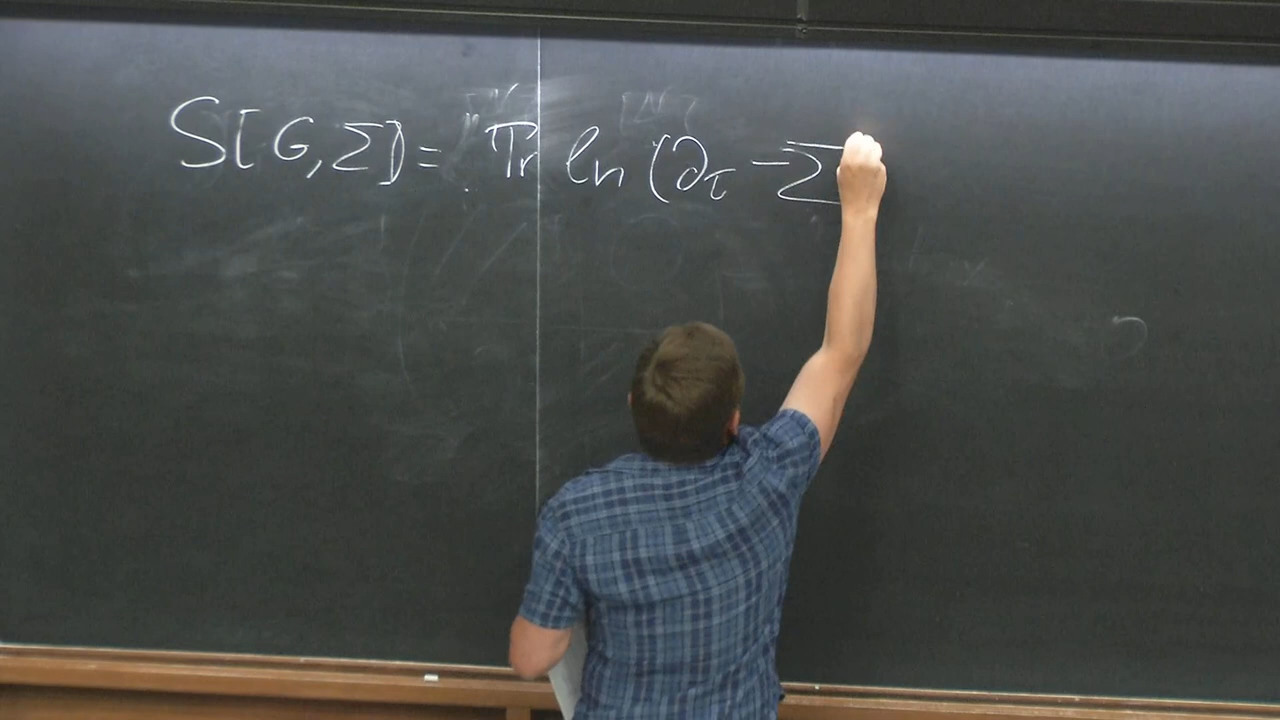 S[G,Σ] = Tr ln (∂τ - Σ